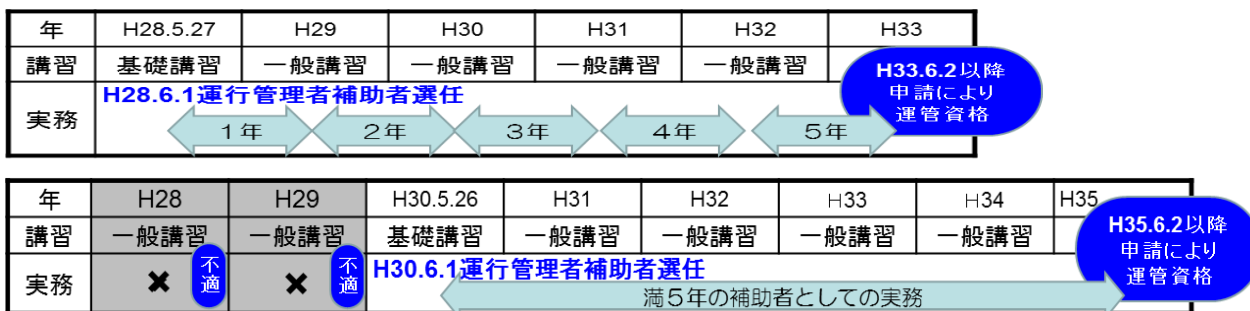 年 H28.5.27 H29 H30 H31 H32 H33
講習 基礎講習 一般講習 一般講習 一般講習 一般講習
実務
H28.6.1運行管理者補助者選任
1年 2年 3年 4年 5年
H33.6.2以降
申請により
運管資格
年 H28 H29 H30.5.26 H31 H32 H33 H34 H35
講習 一般講習 一般講習 基礎講習 一般講習 一般講習 一般講習 一般講習
実務 ✖ 不適 ✖ 不適
H30.6.1運行管理者補助者選任
満5年の補助者としての実務
H35.6.2以降
申請により
運管資格